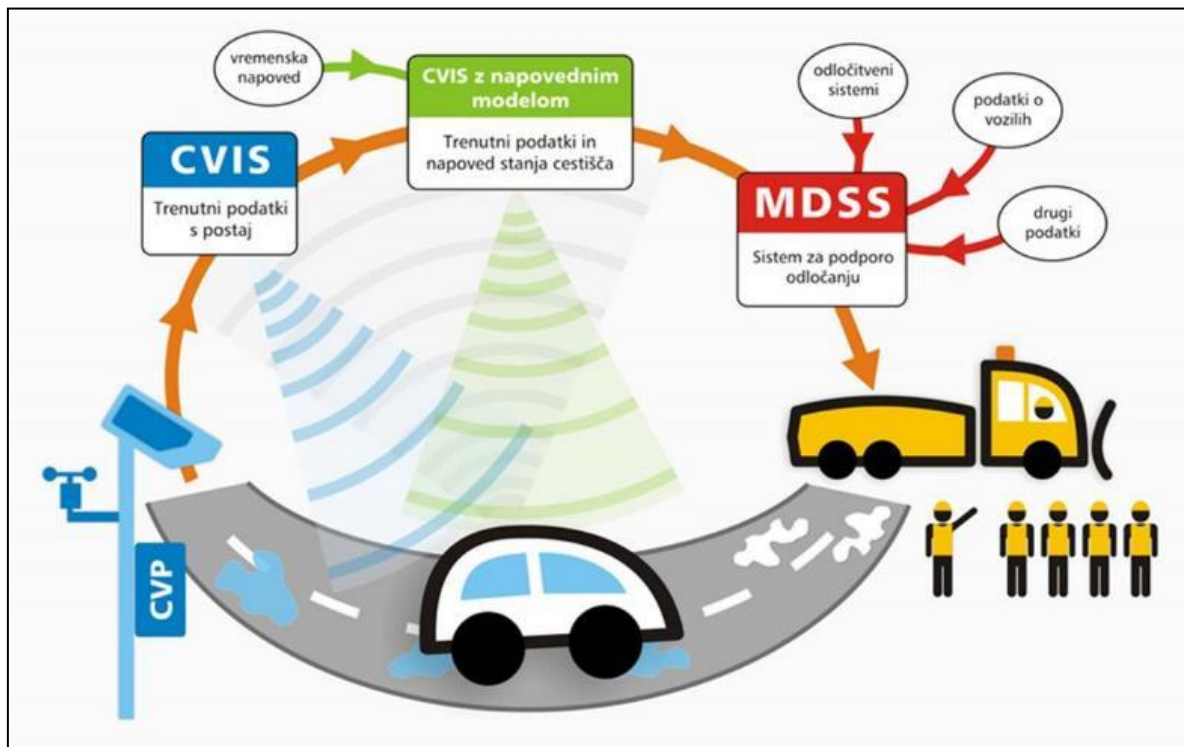 vremenska
napoved
CVIS z napovednim
modelom
Trenutni podatki in
napoved stanja cestišča
CVIS
Trenutni podatki
s postaj
odločitveni
sistemi
podatki o
vozilih
MDSS
Sistem za podporo
odločanju
drugi
podatki
CVP